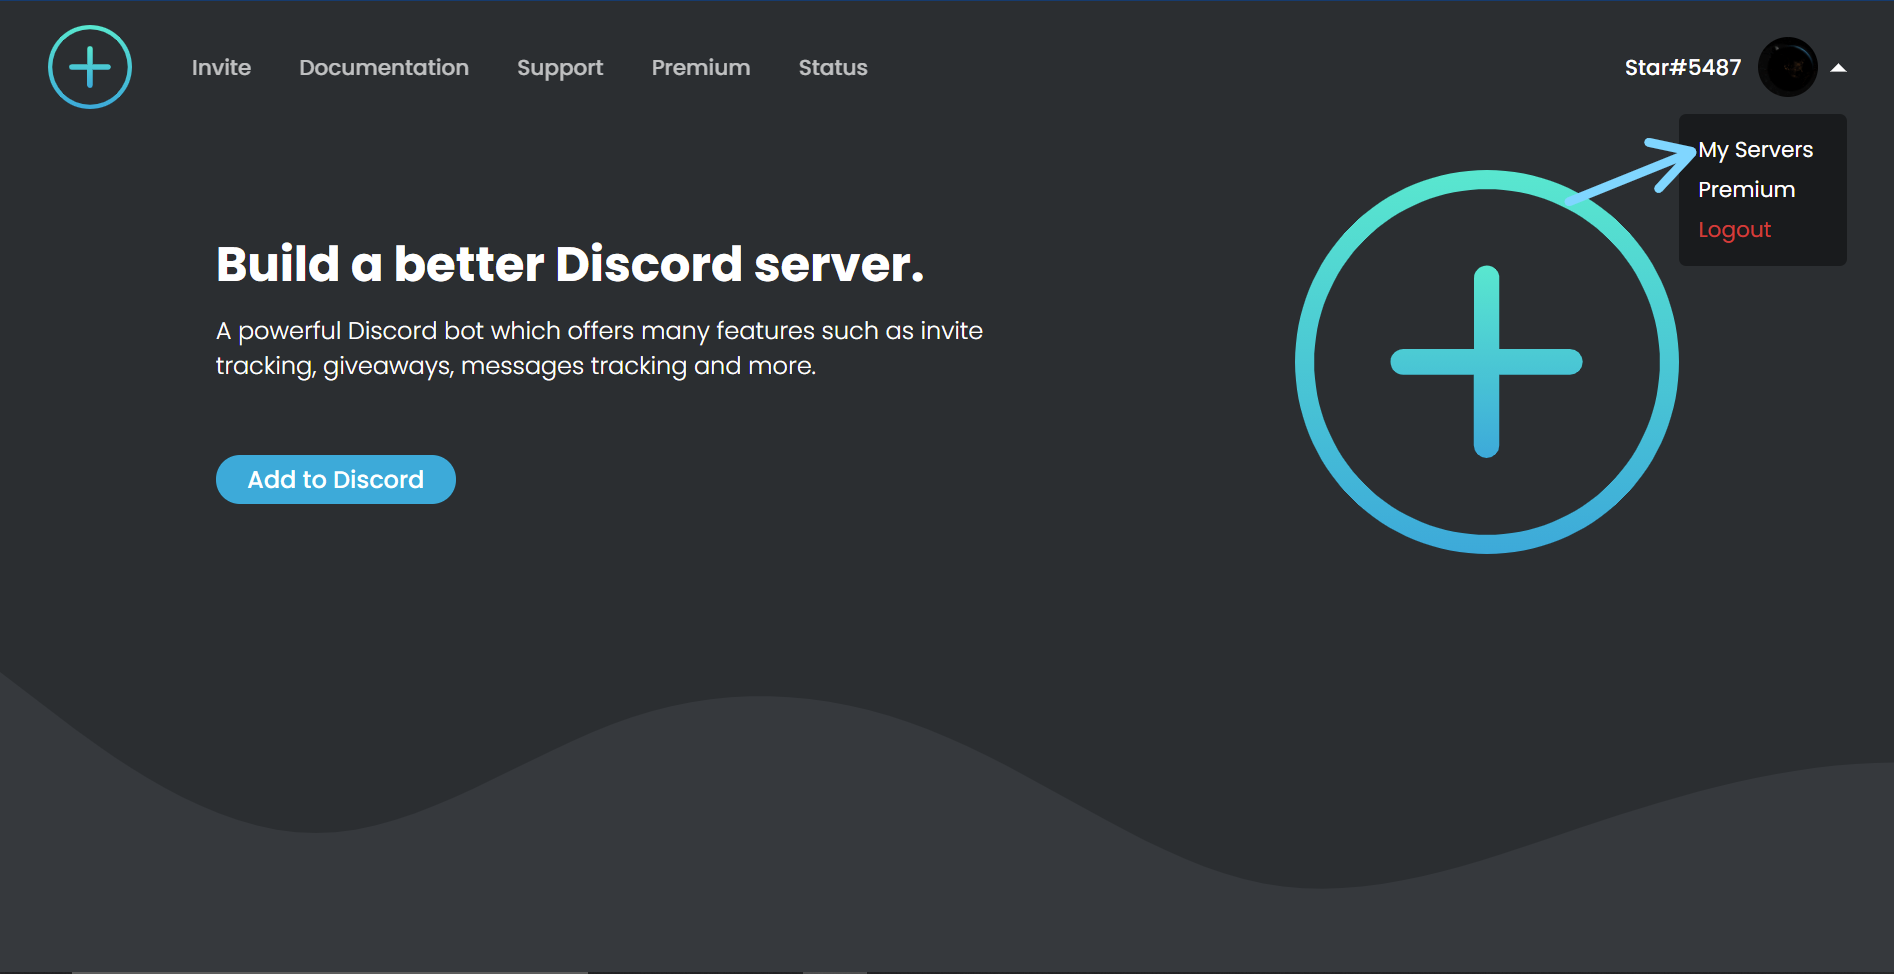 Invite Documentation Support Premium Status Star#5487
My Servers
Premium
Logout
Build a better Discord server.
A powerful Discord bot which offers many features such as invite
tracking, giveaways, messages tracking and more.
Add to Discord